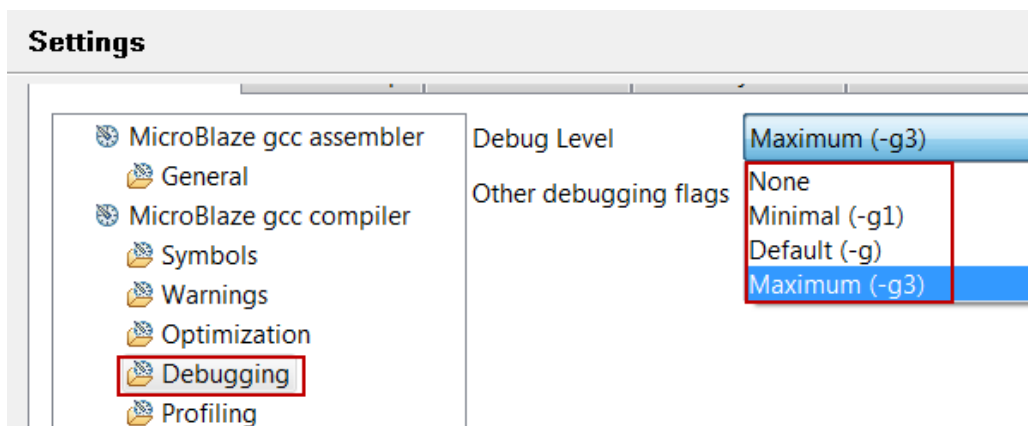 Settings
MicroBlaze gcc assembler
General
MicroBlaze gcc compiler
Symbols
Warnings
Optimization
Debugging
Profiling
Debug Level
Maximum (-g3)
Other debugging flags
None
Minimal (-g1)
Default (-g)
Maximum (-g3)